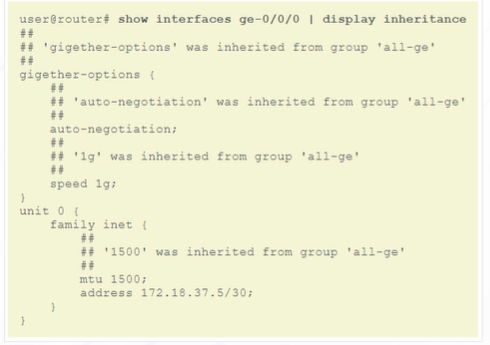 user@router# show interfaces ge-0/0/0 | display inheritance
##
## 'gigether-options' was inherited from group 'all-ge'
##
gigether-options {
    ##
    ## 'auto-negotiation' was inherited from group 'all-ge'
    ##
    auto-negotiation;
    ##
    ## '1g' was inherited from group 'all-ge'
    ##
    speed 1g;
}
unit 0 {
    family inet {
        ##
        ## '1500' was inherited from group 'all-ge'
        ##
        mtu 1500;
        address 172.18.37.5/30;
    }
}